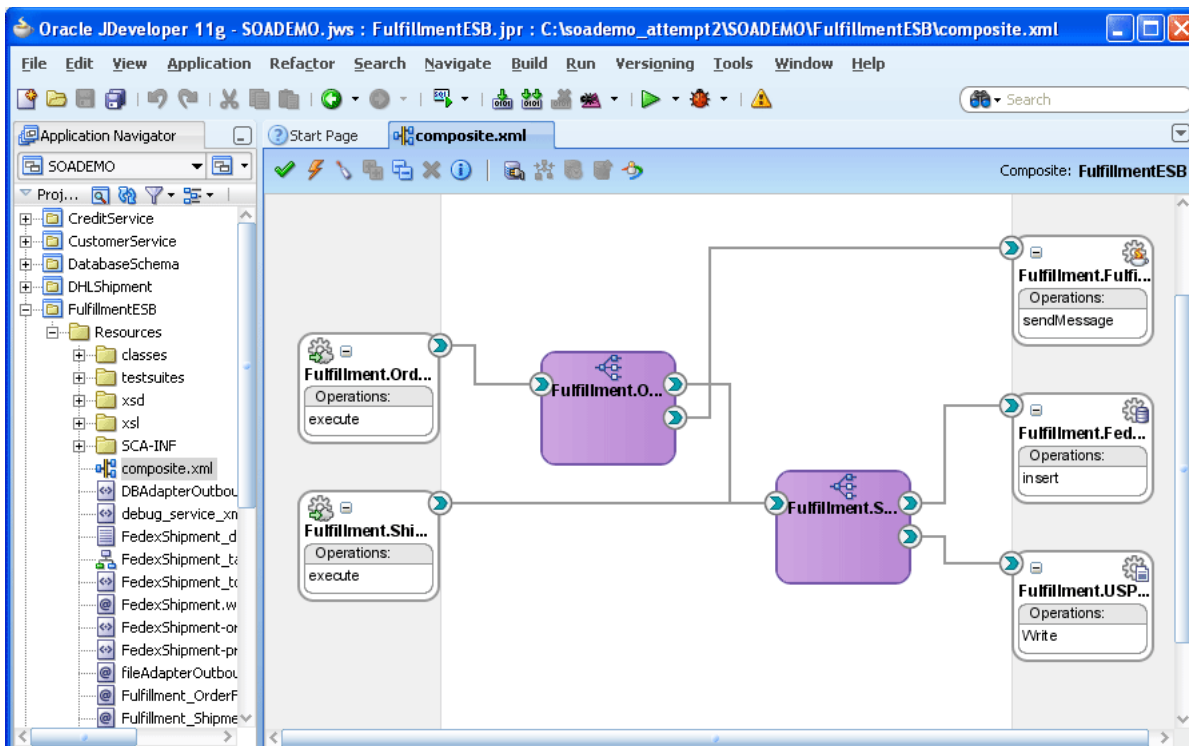 Oracle JDeveloper 11g - SOADEMO.jws : FulfillmentESB.jpr : C:\soademo_attempt2\SOADEMO\FulfillmentESB\composite.xml
File Edit View Application Refactor Search Navigate Build Run Versioning Tools Window Help
Search
Application Navigator
Start Page
composite.xml
SOADEMO
Composite: FulfillmentESB
Proj...
CreditService
CustomerService
DatabaseSchema
DHLShipment
FulfillmentESB
Resources
classes
testsuites
xsd
xsl
SCA-INF
composite.xml
DBAdapterOutbou
debug_service_xn
FedexShipment_d
FedexShipment_ta
FedexShipment_to
FedexShipment.w
FedexShipment-or
FedexShipment-pr
fileAdapterOutbou
Fulfillment_OrderF
Fulfillment_Shipme
Fulfillment.Ord...
Operations:
execute
Fulfillment.Shi...
Operations:
execute
Fulfillment.O...
Fulfillment.S...
Fulfillment.Fulfi...
Operations:
sendMessage
Fulfillment.Fed...
Operations:
insert
Fulfillment.USP...
Operations:
Write